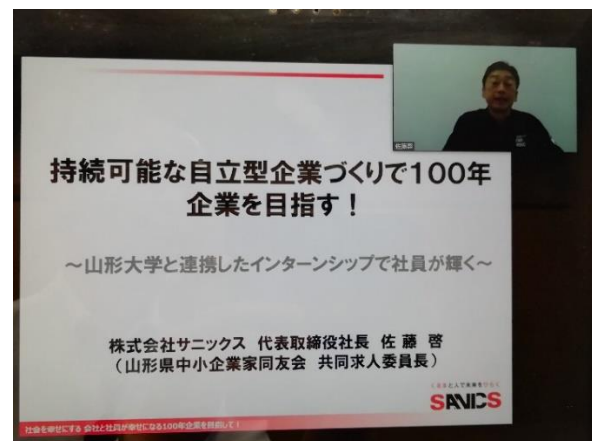 持続可能な自立型企業づくりで100年
企業を目指す！
～山形大学と連携したインターンシップで社員が輝く～
株式会社サニックス 代表取締役社長 佐藤 啓
（山形県中小企業家同友会 共同求人委員長）
SANICS
社会を幸せにする 会社と社員が幸せになる100年企業を目指して！